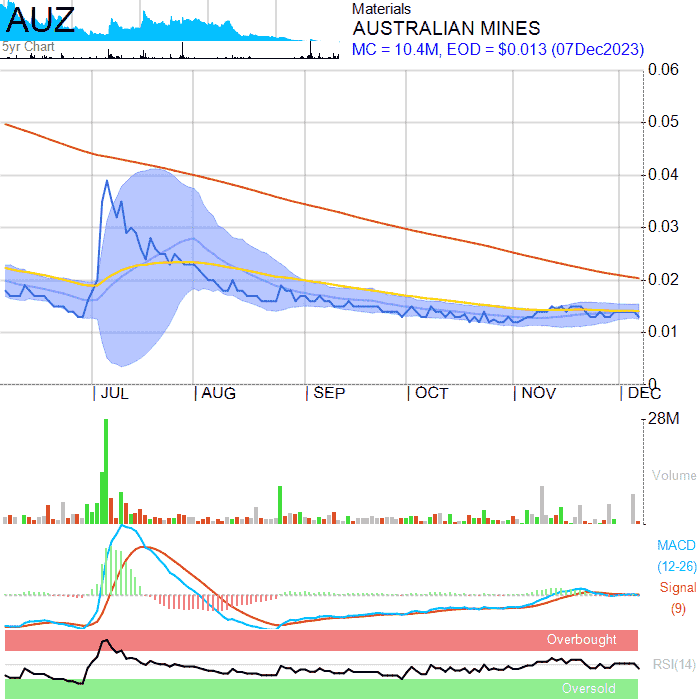 AUZ
5yr Chart
Materials
AUSTRALIAN MINES
MC = 10.4M, EOD = $0.013 (07Dec2023)
0.06
0.05
0.04
0.03
0.02
0.01
0
JUL AUG SEP OCT NOV DEC
28M
Volume
MACD
(12-26)
Signal
(9)
Overbought
RSI(14)
Oversold